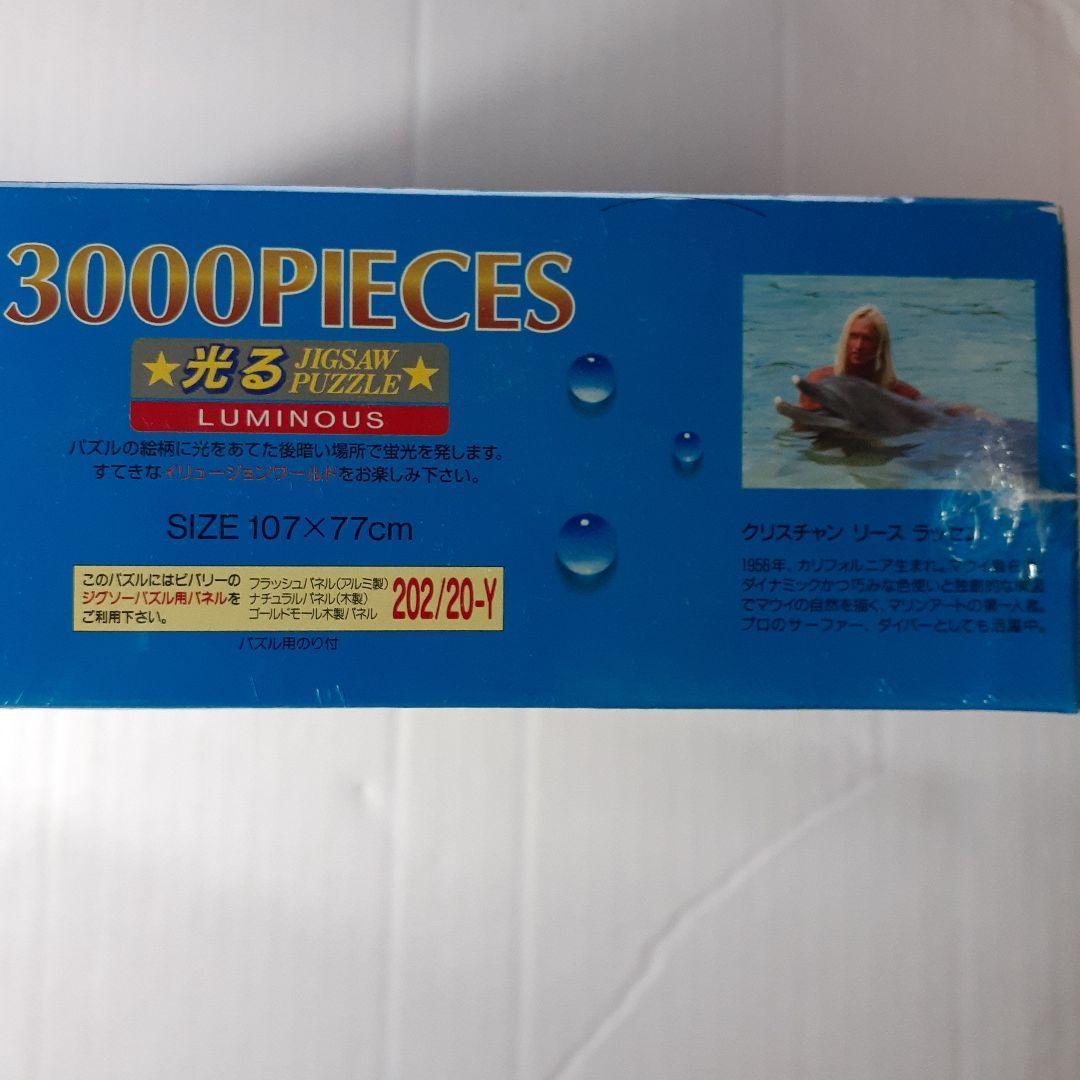 3000PIECES
★光る JIGSAW PUZZLE★
LUMINOUS
パズルの絵柄に光をあてた後暗い場所で蛍光を発します。
すてきなイリュージョンワールドをお楽しみ下さい。
SIZE 107×77cm
このパズルにはビバリーの
ジグソーパズル用パネルを
ご利用下さい。
フラッシュパネル(アルミ製)
ナチュラルパネル(木製)
ゴールドモール木製パネル
202/20-Y
パズル用のり付
クリスチャン リース ラッセン
1956年、カリフォルニア生まれ。マウイ島在
ダイナミックかつ巧みな色使いと独創的な
でマウイの自然を描く、マリンアートの第一人者。
プロのサーファー、ダイバーとしても活躍中。